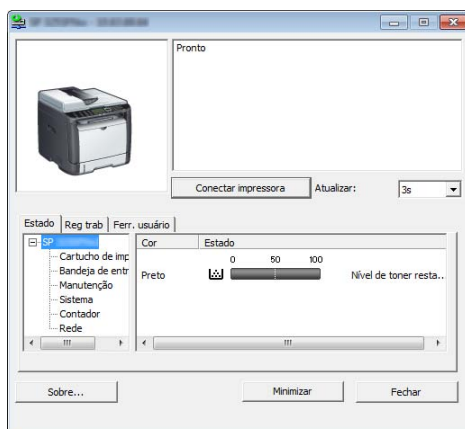 Pronto
Conectar impressora Atualizar: 3s
Estado Reg trab Ferr. usuário
SP
Cartucho de imp
Bandeja de entr
Manutenção
Sistema
Contador
Rede
Cor Estado
0 50 100
Preto Nível de toner resta...
Sobre... Minimizar Fechar